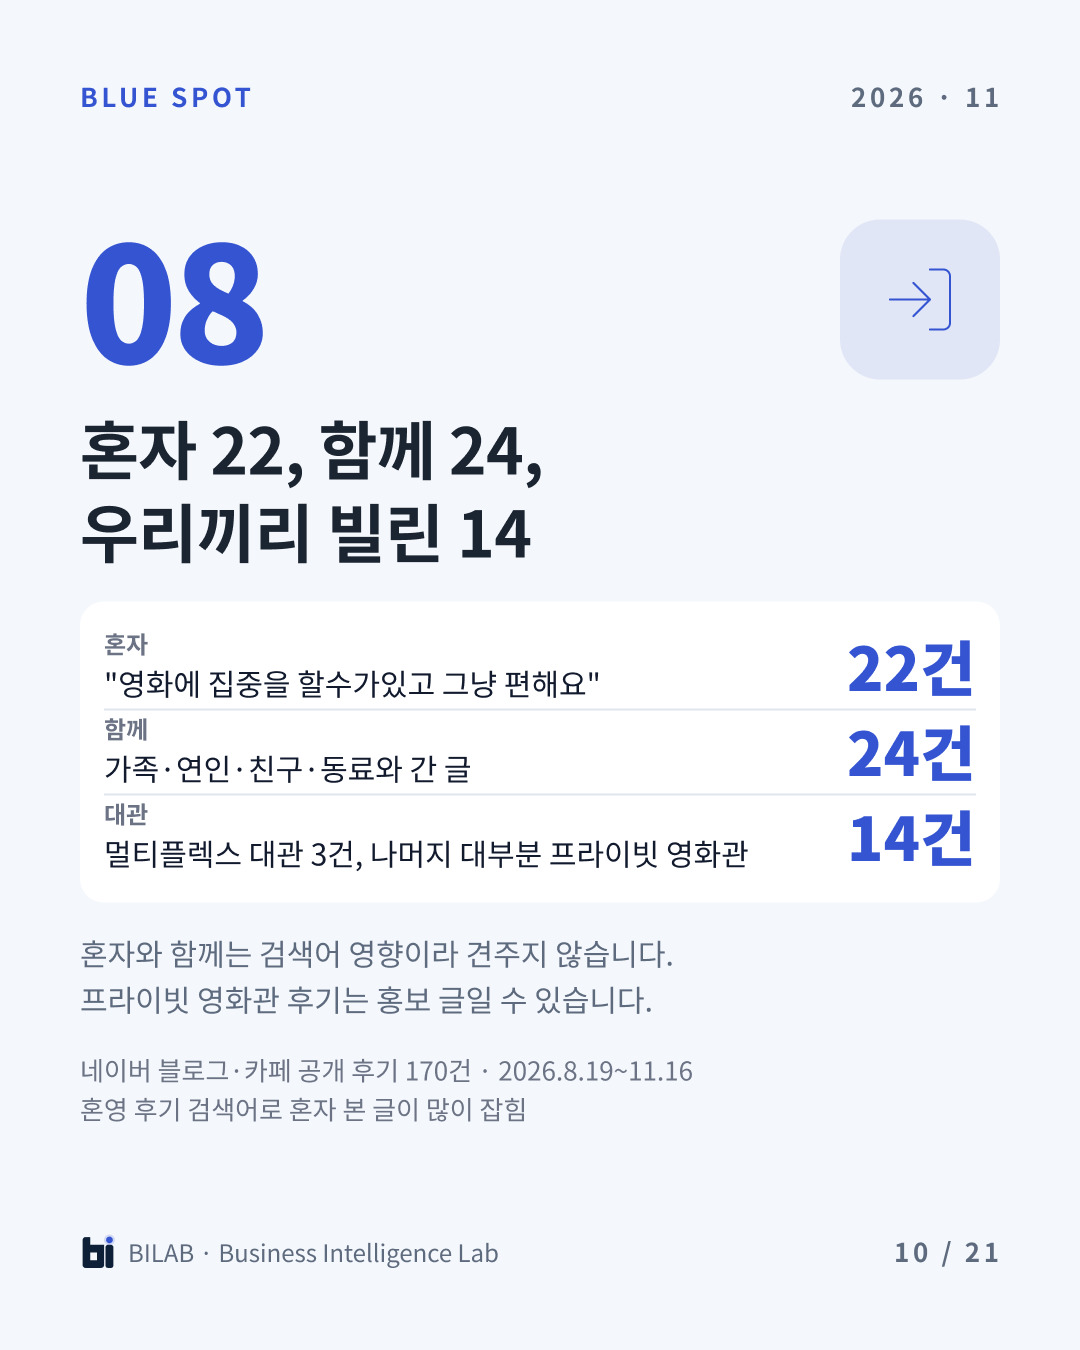 BLUE SPOT
2026 · 11
08
혼자 22, 함께 24,
우리끼리 빌린 14
혼자
"영화에 집중을 할수가있고 그냥 편해요"
22건
함께
가족·연인·친구·동료와 간 글
24건
대관
멀티플렉스 대관 3건, 나머지 대부분 프라이빗 영화관
14건
혼자와 함께는 검색어 영향이라 견주지 않습니다.
프라이빗 영화관 후기는 홍보 글일 수 있습니다.
네이버 블로그·카페 공개 후기 170건 · 2026.8.19~11.16
혼영 후기 검색어로 혼자 본 글이 많이 잡힘
bi BILAB · Business Intelligence Lab
10 / 21